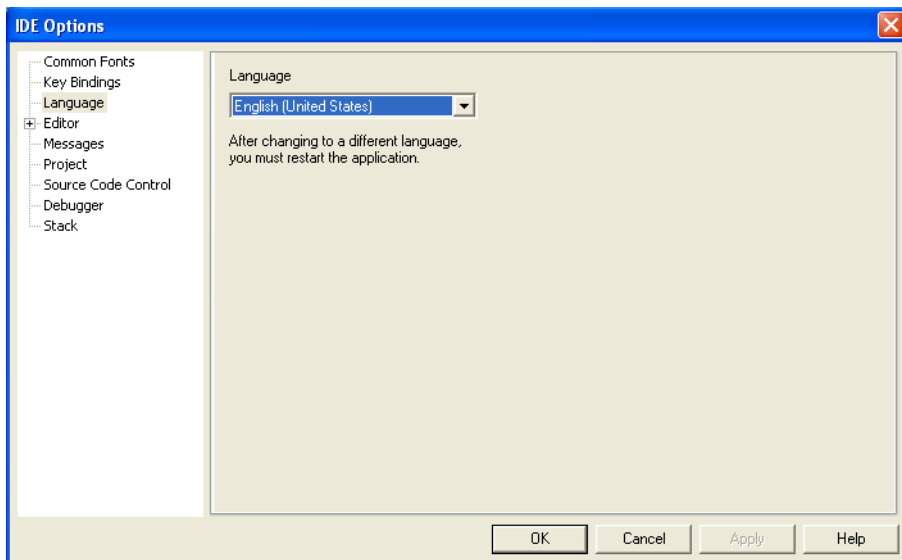 IDE Options
Common Fonts
Key Bindings
Language
Editor
Messages
Project
Source Code Control
Debugger
Stack
Language
English (United States)
After changing to a different language,
you must restart the application.
OK
Cancel
Apply
Help